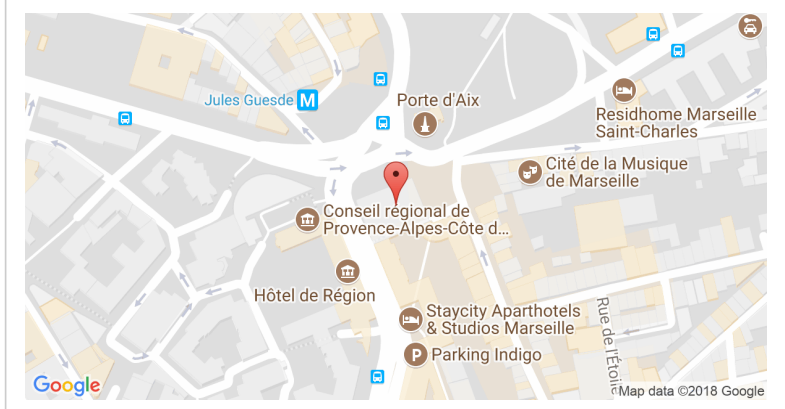 Jules Guesde M
Porte d'Aix
Residhome Marseille
Saint-Charles
Cité de la Musique
de Marseille
Conseil régional de
Provence-Alpes-Côte d...
Hôtel de Région
Staycity Aparthotels
& Studios Marseille
Rue de l'Étoile
P Parking Indigo
Google
Map data ©2018 Google